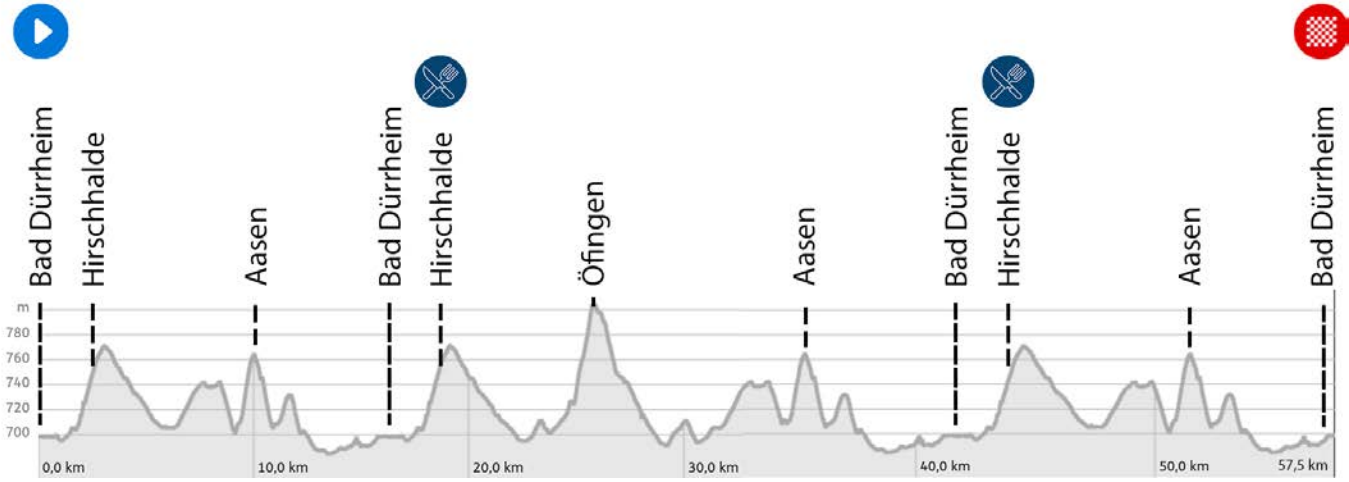 Bad Dürrheim
Hirschhalde
Aasen
Bad Dürrheim
Hirschhalde
Öfingen
Aasen
Bad Dürrheim
Hirschhalde
Aasen
Bad Dürrheim
m
780
760
740
720
700
0,0 km
10,0 km
20,0 km
30,0 km
40,0 km
50,0 km
57,5 km